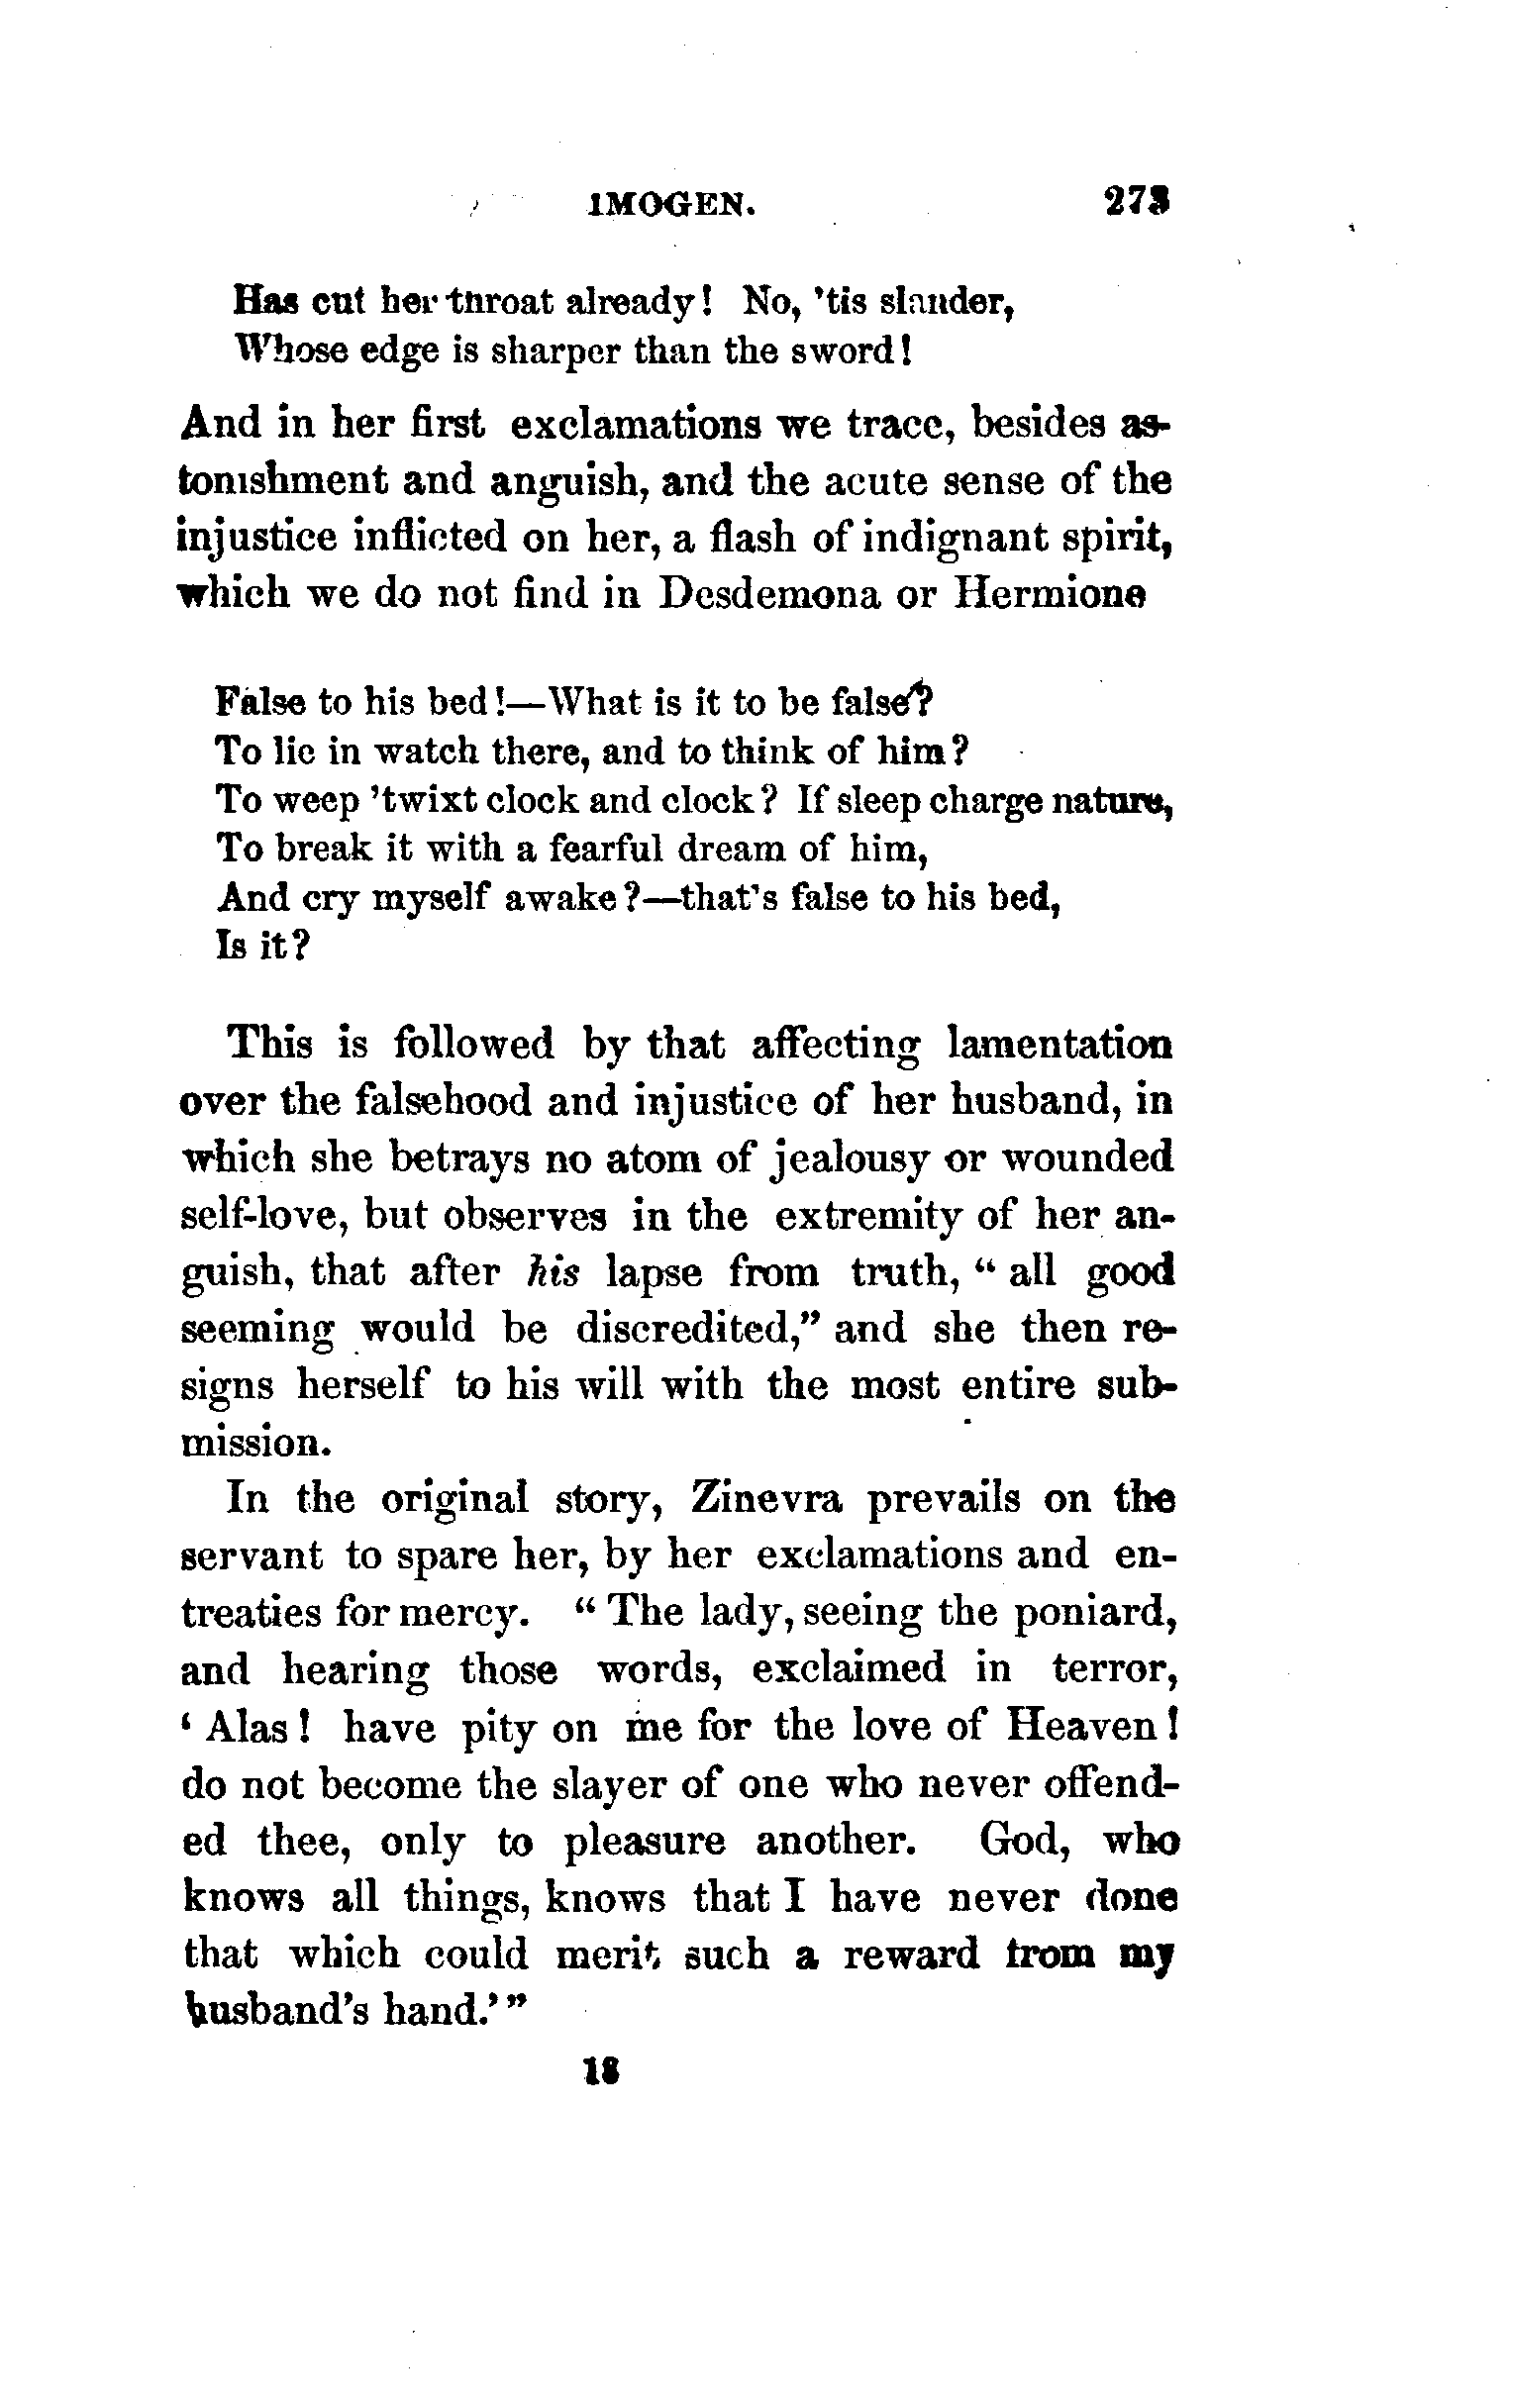 IMOGEN. 273
Has cut her throat already! No, 'tis slander,
Whose edge is sharper than the sword!
And in her first exclamations we trace, besides as-
tonishment and anguish, and the acute sense of the
injustice inflicted on her, a flash of indignant spirit,
which we do not find in Desdemona or Hermione
False to his bed!—What is it to be false?
To lie in watch there, and to think of him?
To weep 'twixt clock and clock? If sleep charge nature,
To break it with a fearful dream of him,
And cry myself awake?—that's false to his bed,
Is it?
This is followed by that affecting lamentation
over the falsehood and injustice of her husband, in
which she betrays no atom of jealousy or wounded
self-love, but observes in the extremity of her an-
guish, that after his lapse from truth, "all good
seeming would be discredited," and she then re-
signs herself to his will with the most entire sub-
mission.
In the original story, Zinevra prevails on the
servant to spare her, by her exclamations and en-
treaties for mercy. "The lady, seeing the poniard,
and hearing those words, exclaimed in terror,
'Alas! have pity on me for the love of Heaven!
do not become the slayer of one who never offend-
ed thee, only to pleasure another. God, who
knows all things, knows that I have never done
that which could merit such a reward from my
husband's hand.'"
18